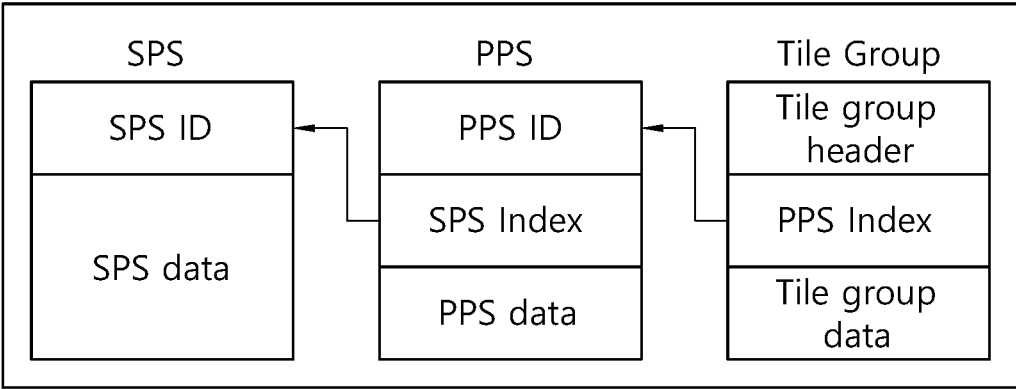 SPS
SPS ID
SPS data
PPS
PPS ID
SPS Index
PPS data
Tile Group
Tile group
header
PPS Index
Tile group
data